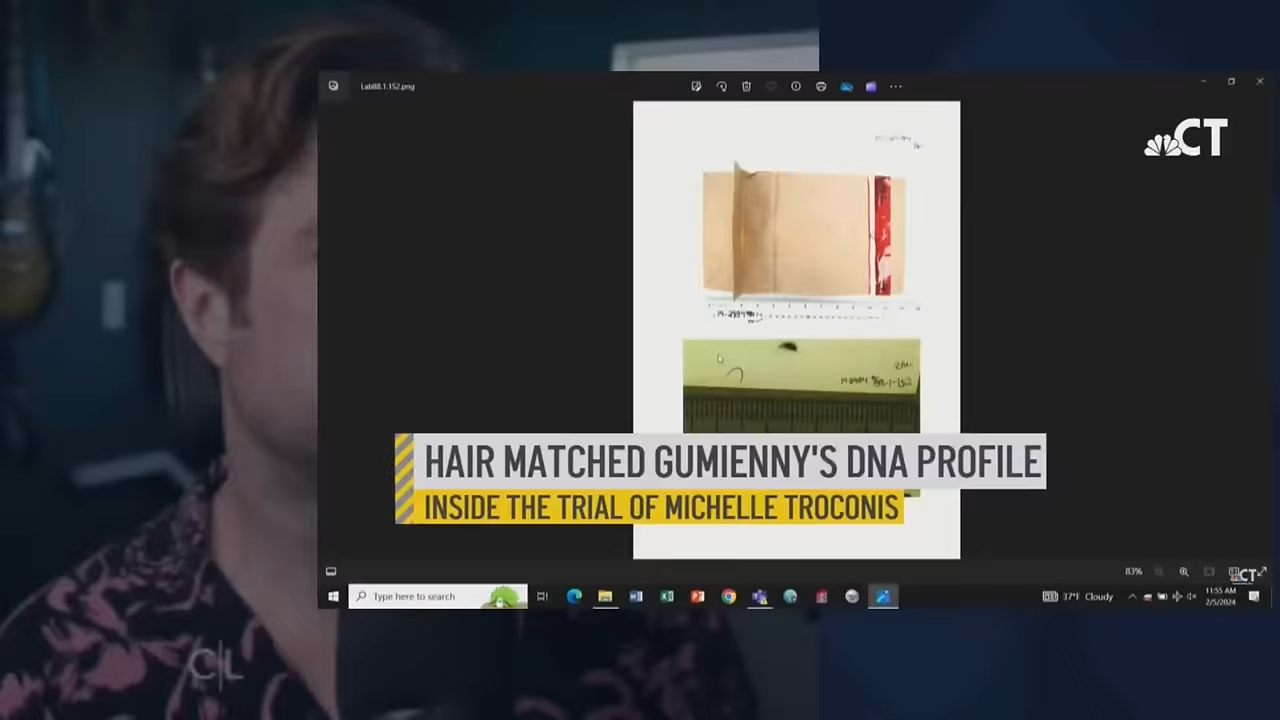 Lab88.1.152.png
CT
HAIR MATCHED GUMIENNY'S DNA PROFILE
INSIDE THE TRIAL OF MICHELLE TROCONIS
83%
CT
Type here to search
37°F Cloudy
11:55 AM
2/5/2024
C|L